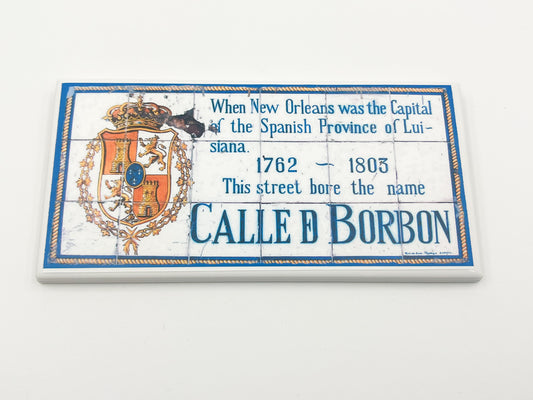 When New Orleans was the Capital
of the Spanish Province of Lui-
siana.
1762 ~ 1803
This street bore the name
CALLE D BORBON